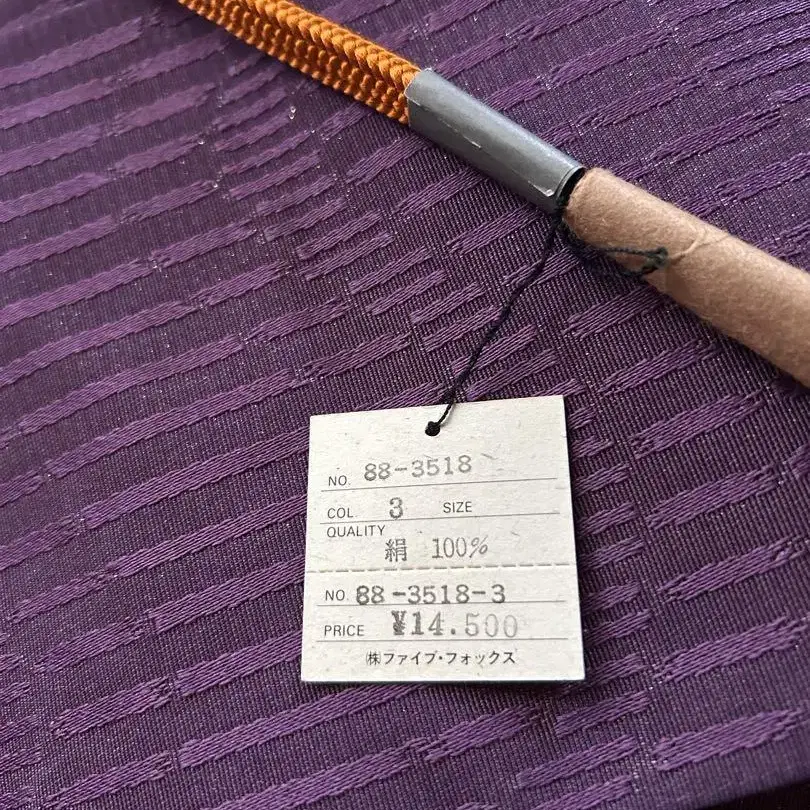 NO. 88-3518
COL. 3 SIZE
QUALITY
絹 100%
NO. 88-3518-3
PRICE ¥14.500
㈱ファイブ・フォックス